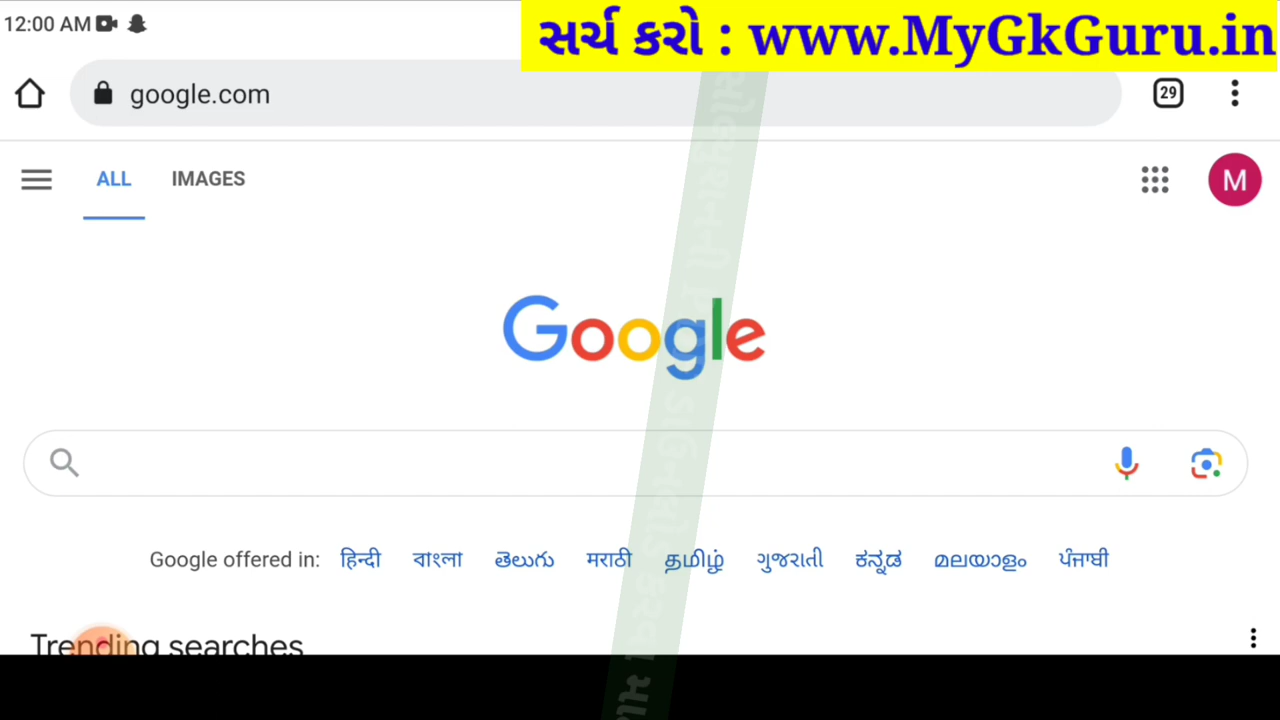 12:00 AM
સર્ચ કરો : www.MyGkGuru.in
google.com
29
ALL IMAGES
M
Google
Google offered in: हिन्दी বাংলা తెలుగు मराठी தமிழ் ગુજરાતી ಕನ್ನಡ മലയാളം ਪੰਜਾਬੀ
Trending searches